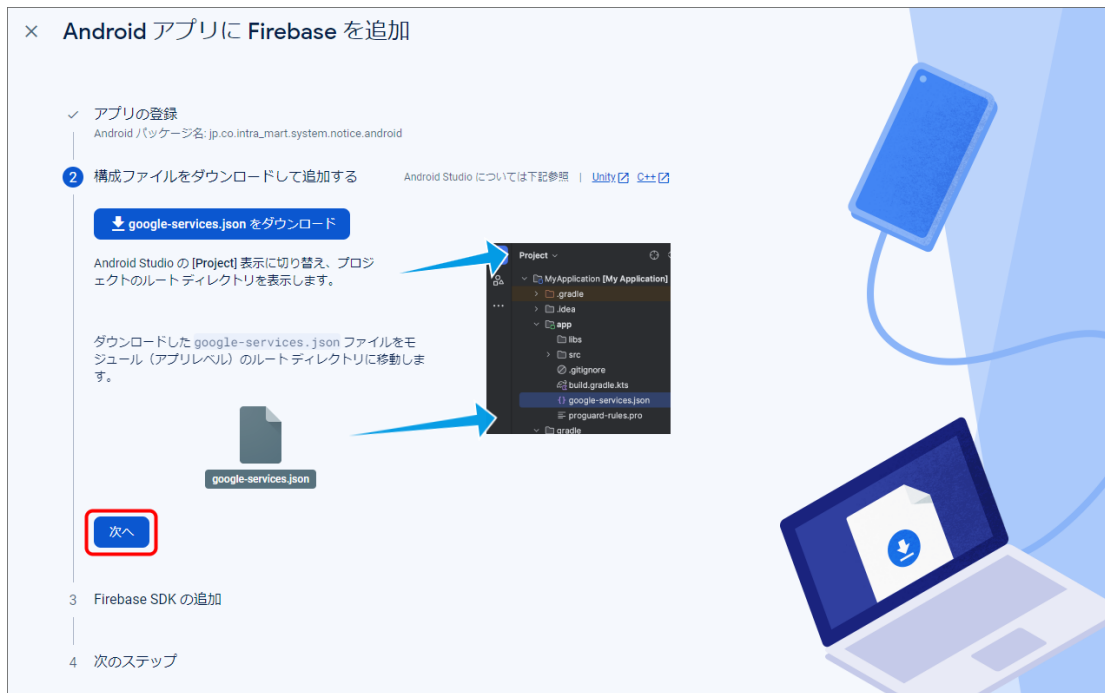 Android アプリに Firebase を追加
アプリの登録
Android パッケージ名: jp.co.intra_mart.system.notice.android
2 構成ファイルをダウンロードして追加する
Android Studio については下記参照 | Unity C++
google-services.json をダウンロード
Android Studio の [Project] 表示に切り替え、プロジ
ェクトのルート ディレクトリを表示します。
ダウンロードした google-services.json ファイルをモ
ジュール（アプリレベル）のルート ディレクトリに移動しま
す。
google-services.json
Project
MyApplication [My Application]
.gradle
.idea
app
libs
src
.gitignore
build.gradle.kts
{} google-services.json
proguard-rules.pro
gradle
次へ
3 Firebase SDK の追加
4 次のステップ